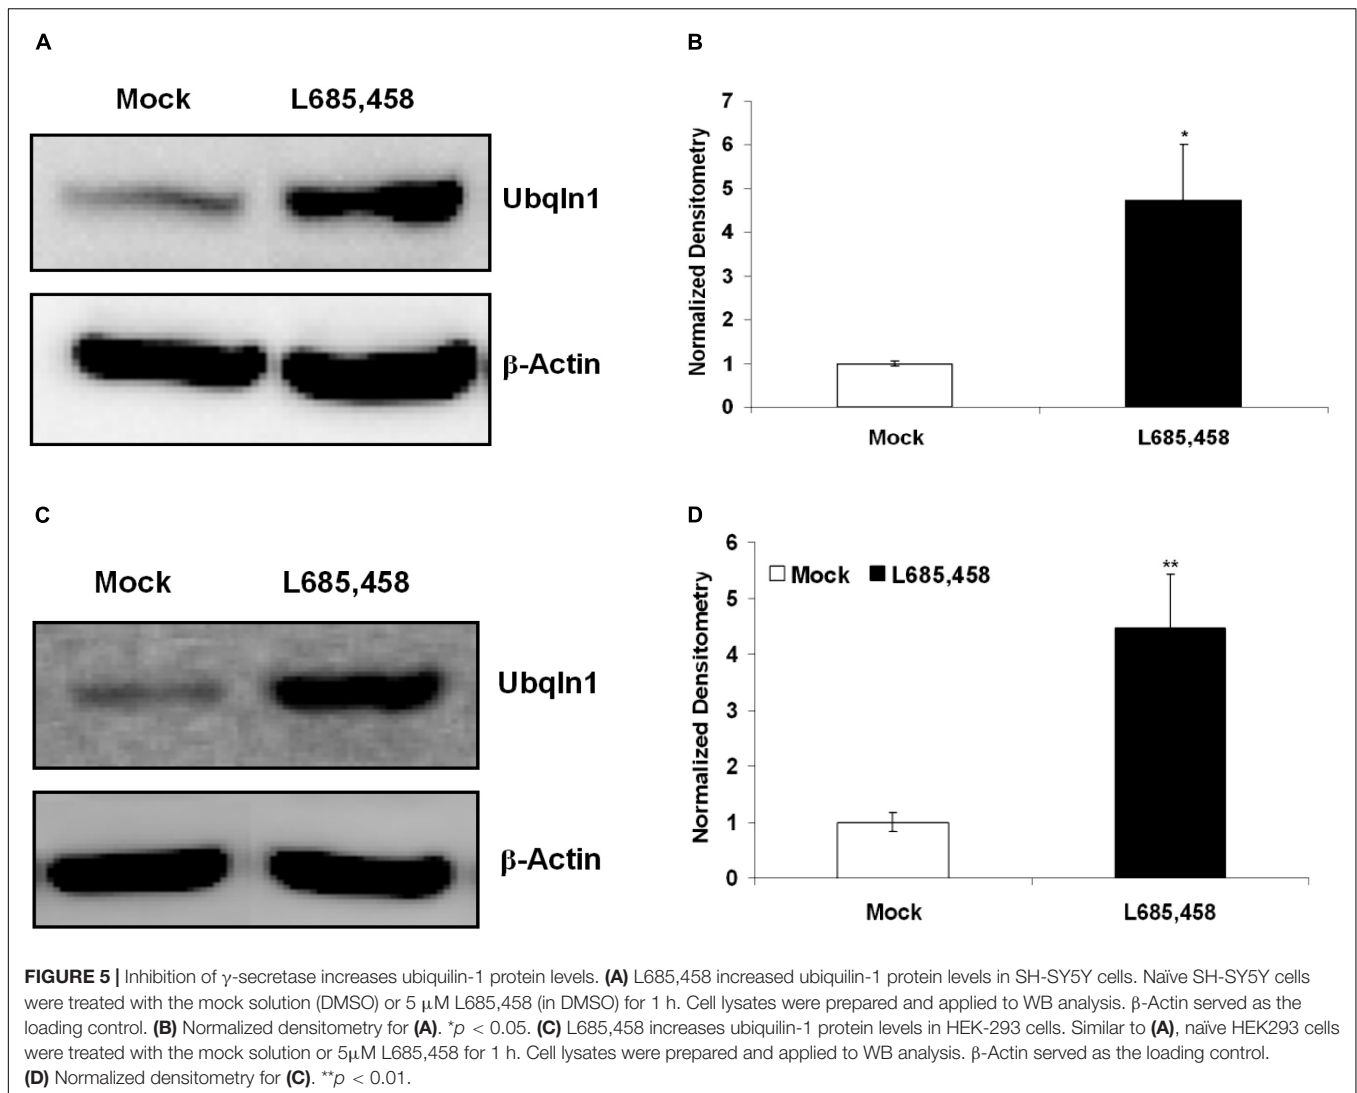 A
Mock L685,458
Ubqln1
β-Actin
B
Normalized Densitometry
7
6
5
4
3
2
1
0
*
Mock L685,458
C
Mock L685,458
Ubqln1
β-Actin
D
Normalized Densitometry
6
5
4
3
2
1
0
Mock L685,458
**
Mock L685,458
FIGURE 5 | Inhibition of γ-secretase increases ubiquilin-1 protein levels. (A) L685,458 increased ubiquilin-1 protein levels in SH-SY5Y cells. Naïve SH-SY5Y cells
were treated with the mock solution (DMSO) or 5 μM L685,458 (in DMSO) for 1 h. Cell lysates were prepared and applied to WB analysis. β-Actin served as the
loading control. (B) Normalized densitometry for (A). *p < 0.05. (C) L685,458 increases ubiquilin-1 protein levels in HEK-293 cells. Similar to (A), naïve HEK293 cells
were treated with the mock solution or 5μM L685,458 for 1 h. Cell lysates were prepared and applied to WB analysis. β-Actin served as the loading control.
(D) Normalized densitometry for (C). **p < 0.01.